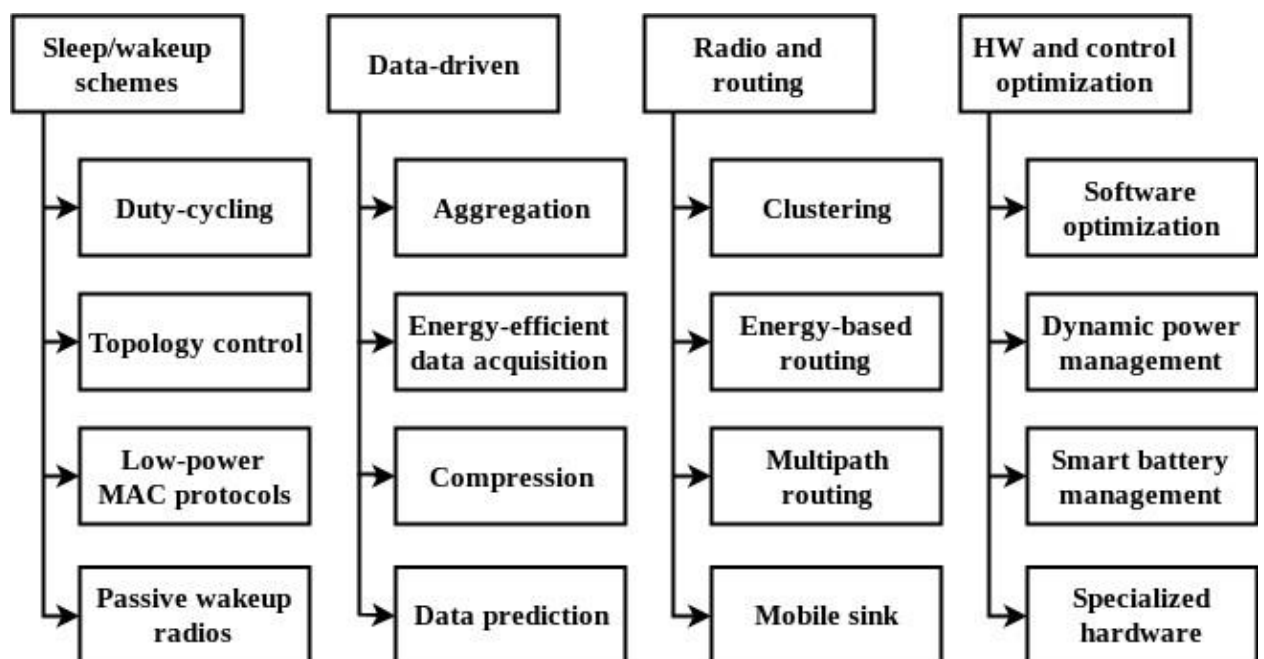 Sleep/wakeup
schemes
Duty-cycling
Topology control
Low-power
MAC protocols
Passive wakeup
radios
Data-driven
Aggregation
Energy-efficient
data acquisition
Compression
Data prediction
Radio and
routing
Clustering
Energy-based
routing
Multipath
routing
Mobile sink
HW and control
optimization
Software
optimization
Dynamic power
management
Smart battery
management
Specialized
hardware